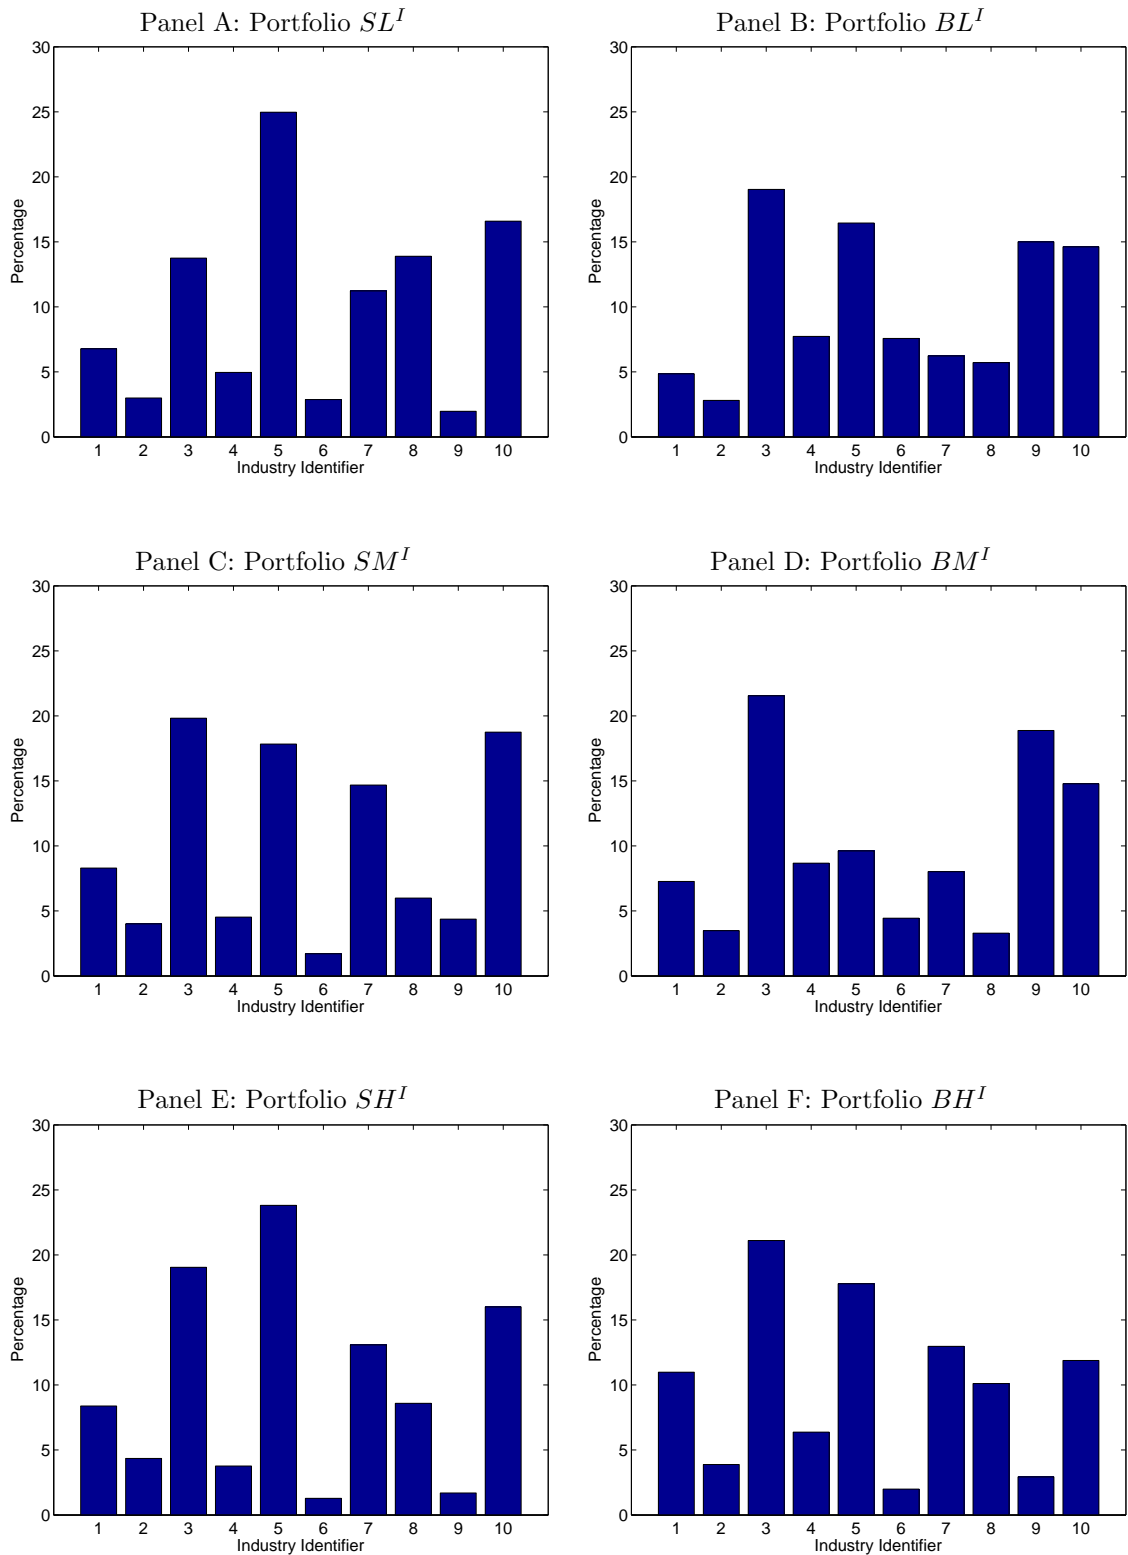 Panel A: Portfolio SL^I
30
25
20
15
10
5
0
Percentage
1 2 3 4 5 6 7 8 9 10
Industry Identifier
Panel B: Portfolio BL^I
30
25
20
15
10
5
0
Percentage
1 2 3 4 5 6 7 8 9 10
Industry Identifier
Panel C: Portfolio SM^I
30
25
20
15
10
5
0
Percentage
1 2 3 4 5 6 7 8 9 10
Industry Identifier
Panel D: Portfolio BM^I
30
25
20
15
10
5
0
Percentage
1 2 3 4 5 6 7 8 9 10
Industry Identifier
Panel E: Portfolio SH^I
30
25
20
15
10
5
0
Percentage
1 2 3 4 5 6 7 8 9 10
Industry Identifier
Panel F: Portfolio BH^I
30
25
20
15
10
5
0
Percentage
1 2 3 4 5 6 7 8 9 10
Industry Identifier